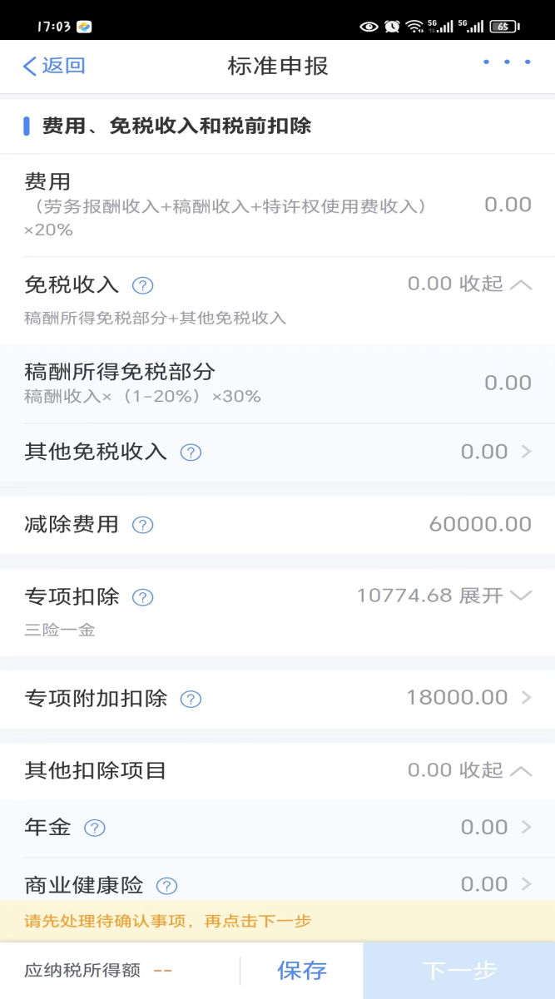 17:03
5G
5G
65
返回
标准申报
费用、免税收入和税前扣除
费用
（劳务报酬收入+稿酬收入+特许权使用费收入）
×20%
0.00
免税收入 ?
0.00 收起
稿酬所得免税部分+其他免税收入
稿酬所得免税部分
稿酬收入×（1-20%）×30%
0.00
其他免税收入 ?
0.00
减除费用 ?
60000.00
专项扣除 ?
10774.68 展开
三险一金
专项附加扣除 ?
18000.00
其他扣除项目
0.00 收起
年金 ?
0.00
商业健康险 ?
0.00
请先处理待确认事项，再点击下一步
应纳税所得额 --
保存
下一步